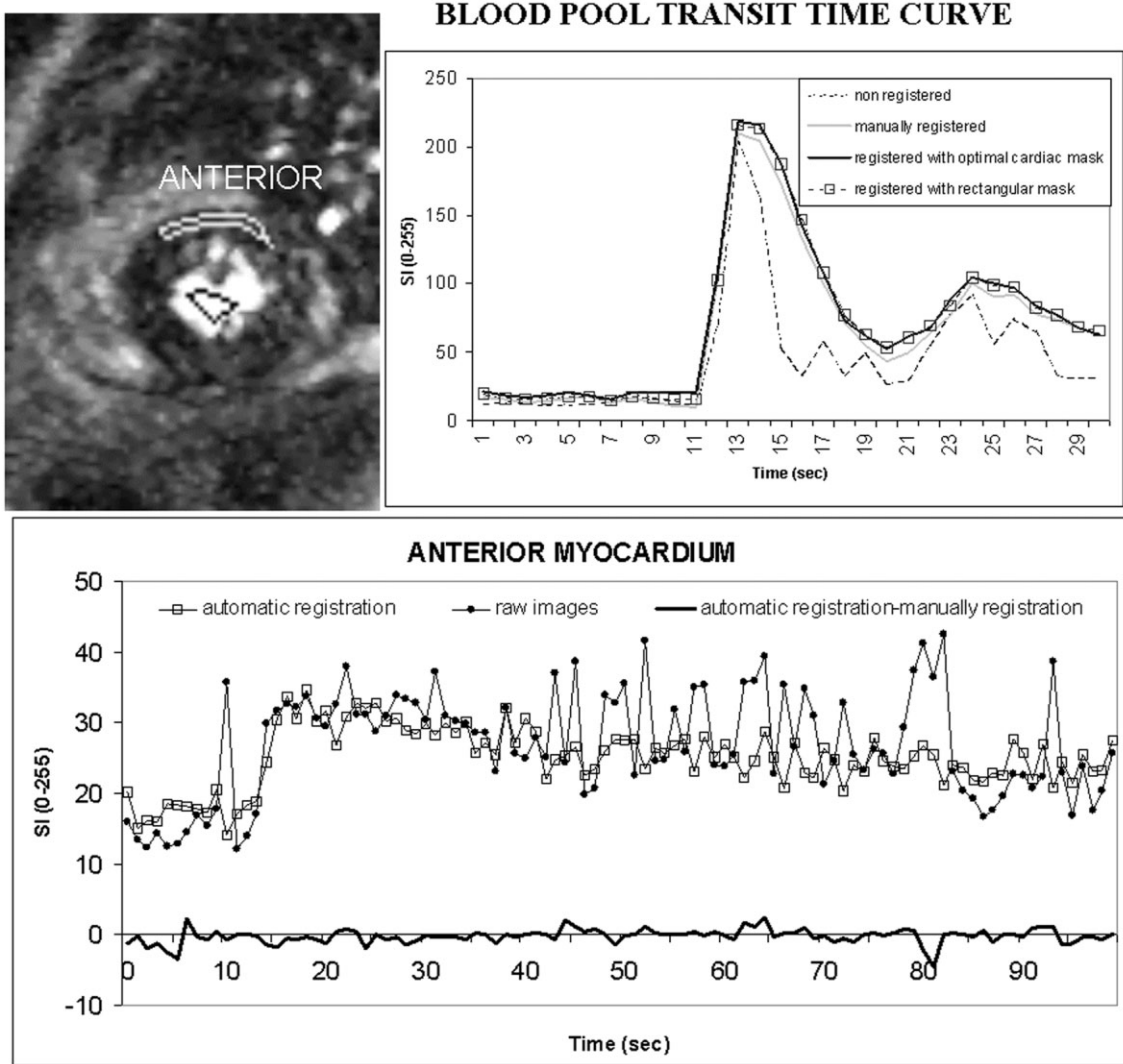 BLOOD POOL TRANSIT TIME CURVE
ANTERIOR
250
200
150
100
50
0
SI (0-255)
non registered
manually registered
registered with optimal cardiac mask
registered with rectangular mask
1 3 5 7 9 11 13 15 17 19 21 23 25 27 29
Time (sec)
ANTERIOR MYOCARDIUM
automatic registration raw images automatic registration-manually registration
50
40
30
20
10
0
-10
SI (0-255)
0 10 20 30 40 50 60 70 80 90
Time (sec)